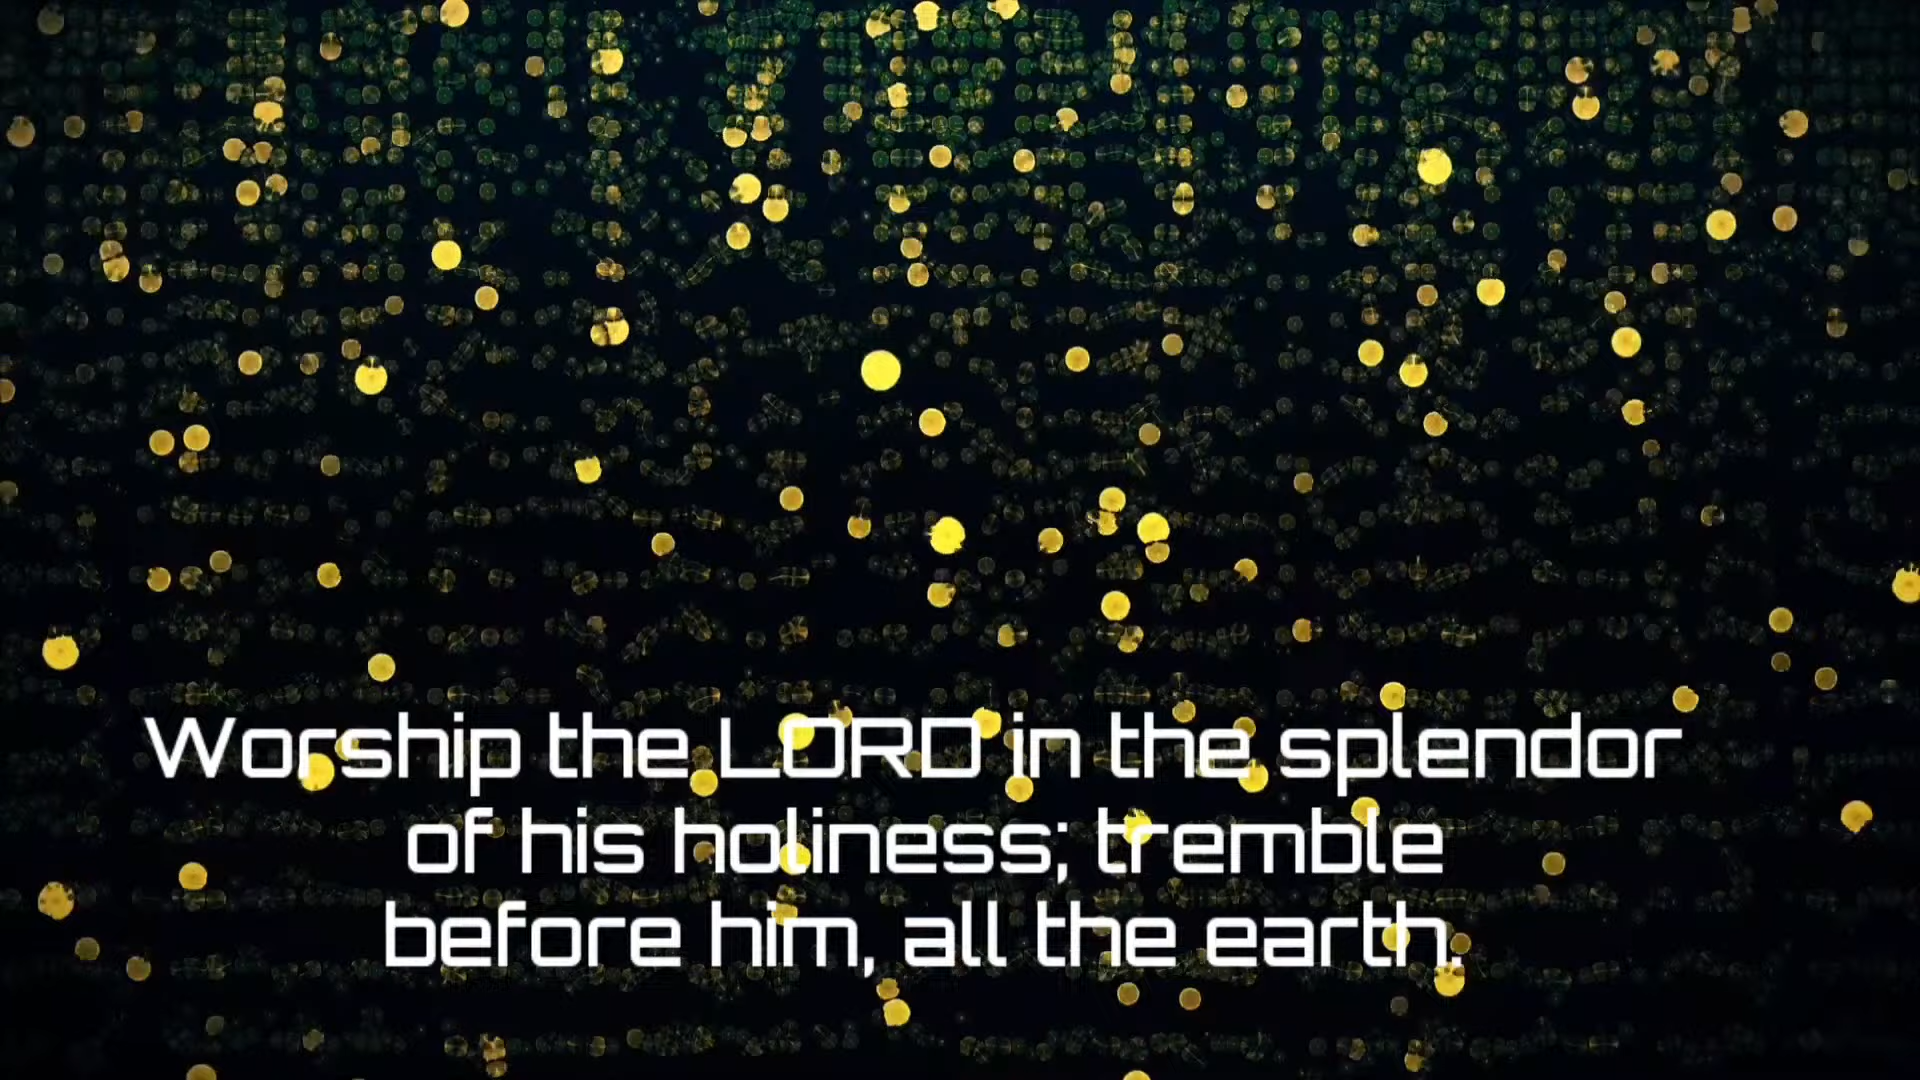 Worship the LORD in the splendor
of his holiness; tremble
before him, all the earth.